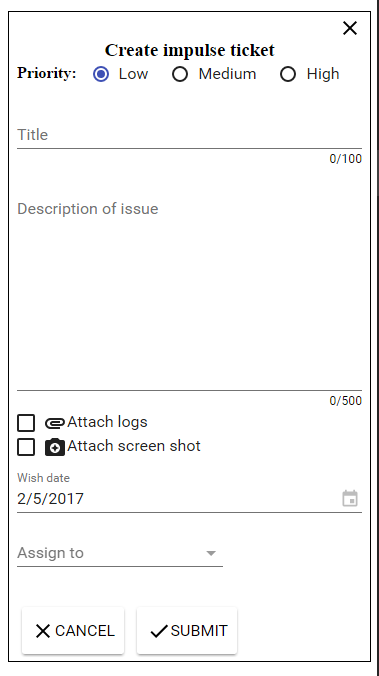 Create impulse ticket
Priority: Low Medium High
Title
0/100
Description of issue
0/500
Attach logs
Attach screen shot
Wish date
2/5/2017
Assign to
CANCEL SUBMIT